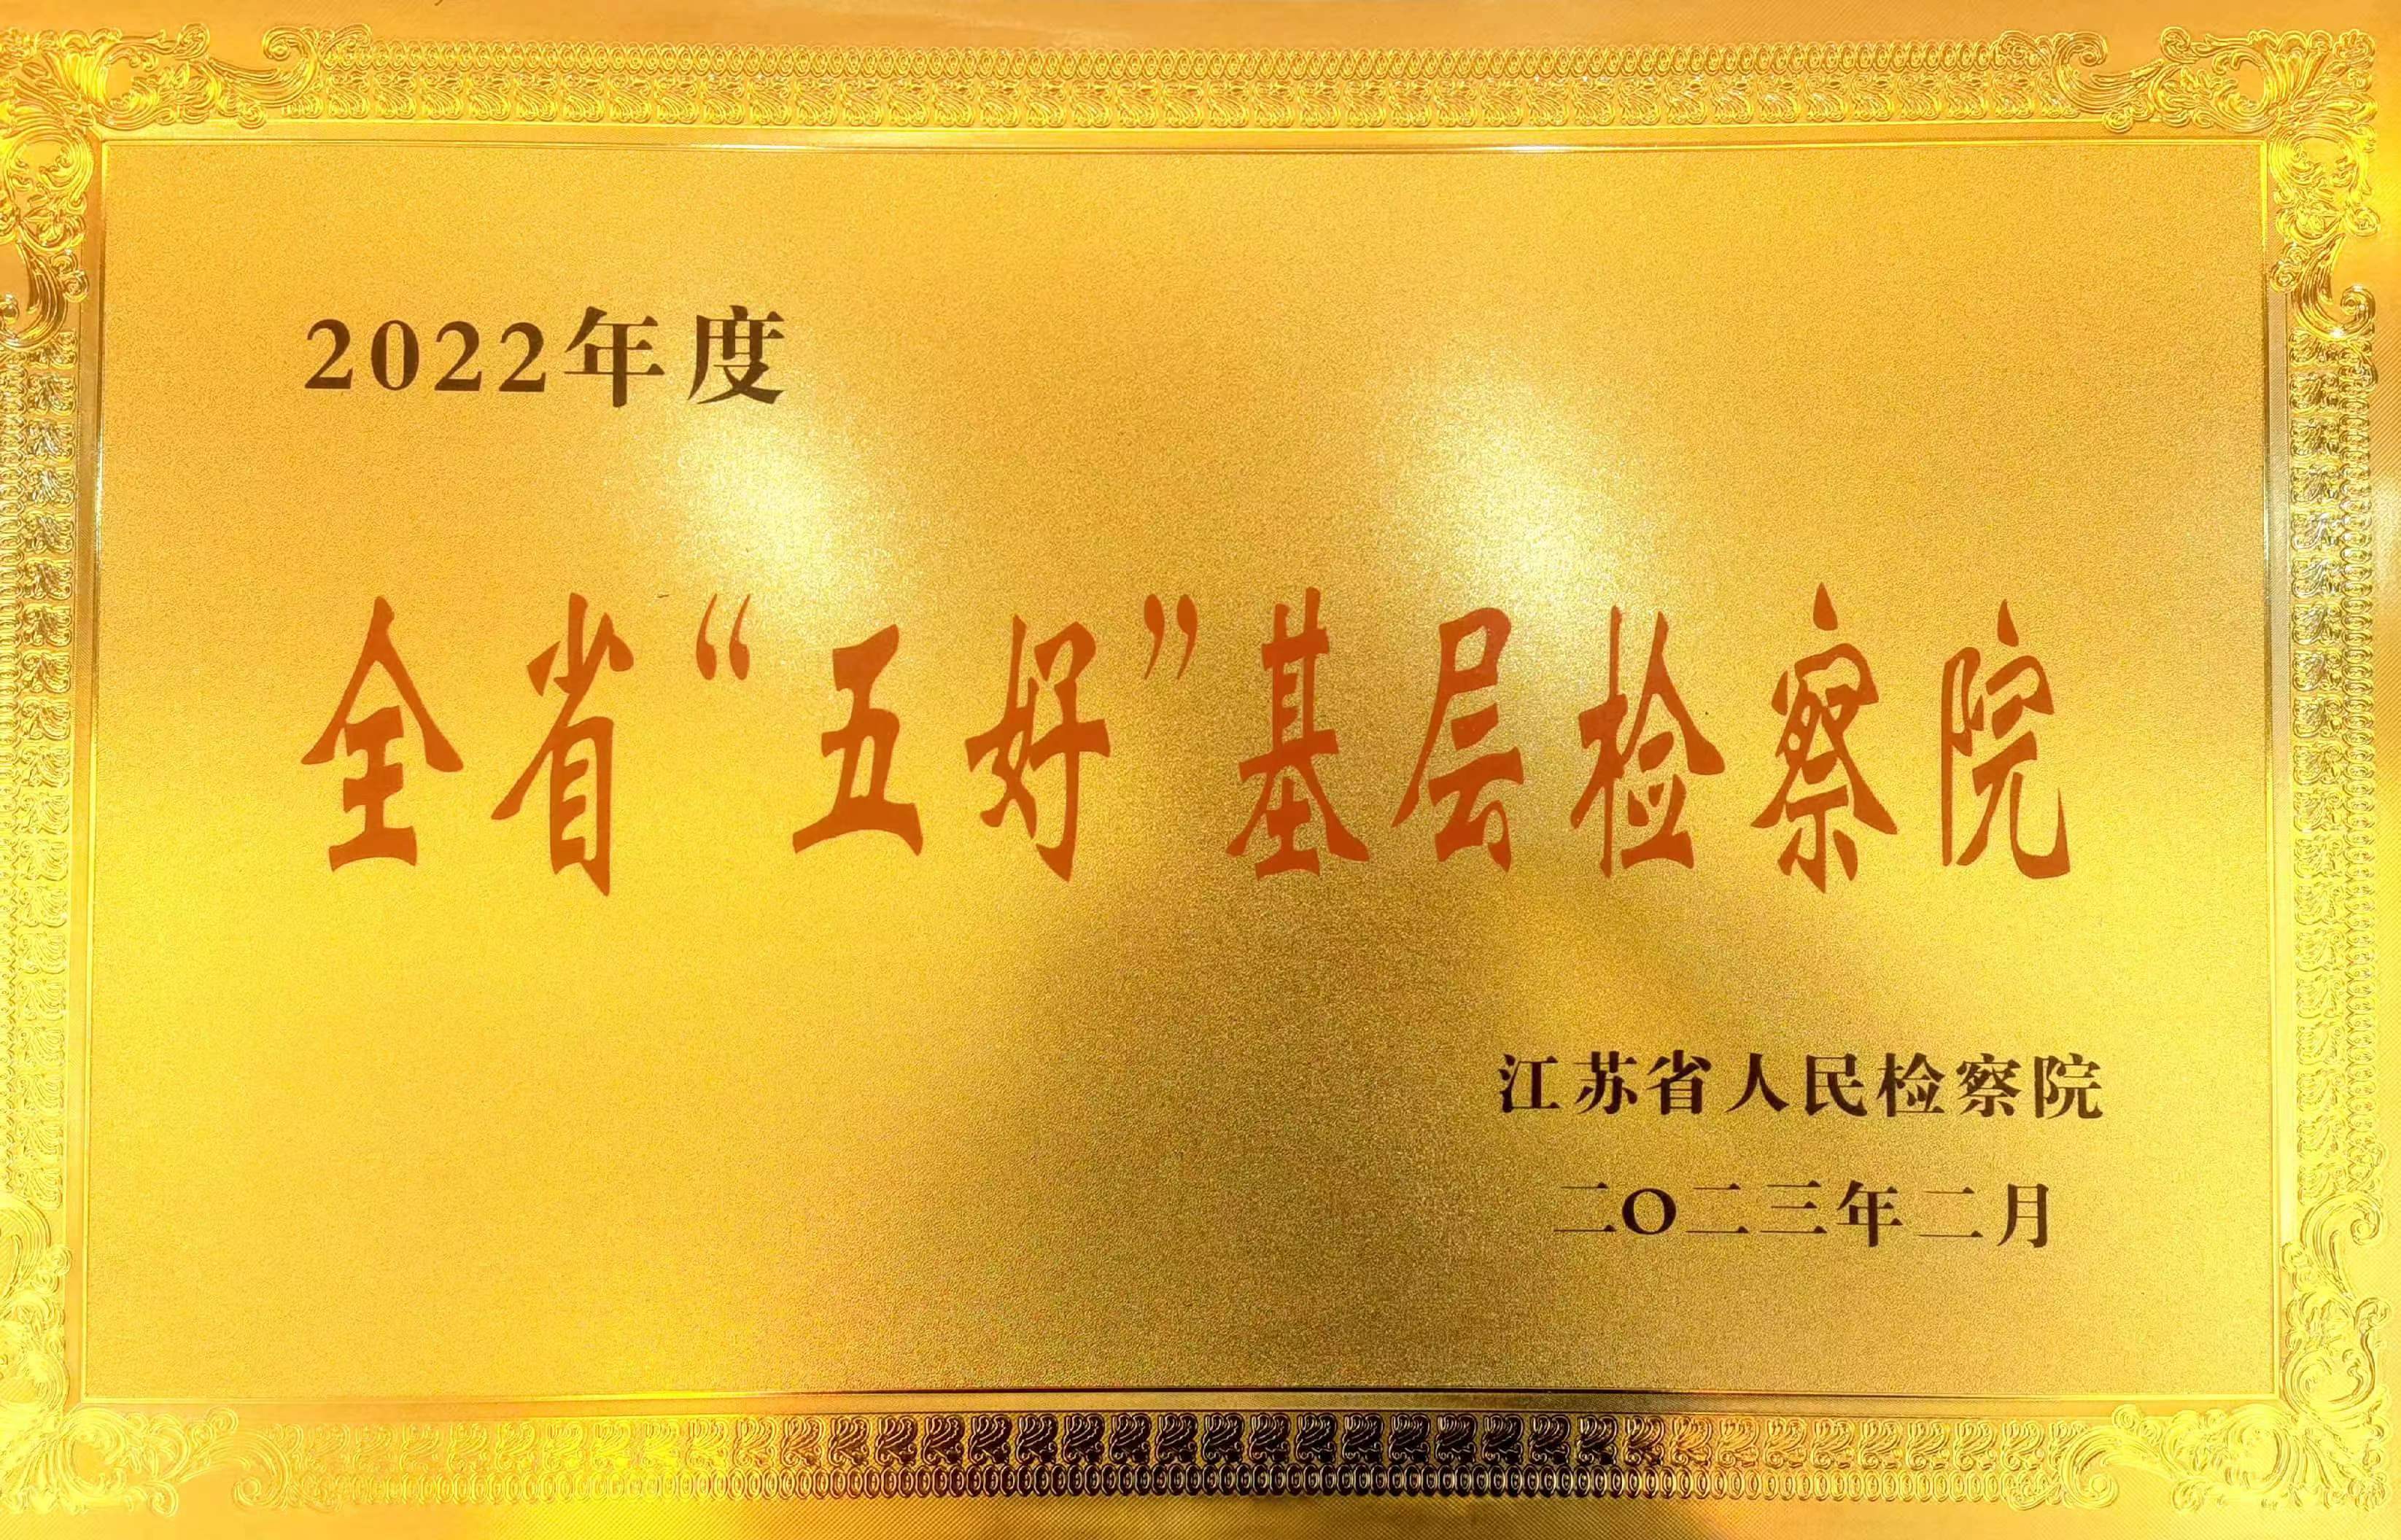 2022年度
全省“五好”基层检察院
江苏省人民检察院
二〇二三年二月